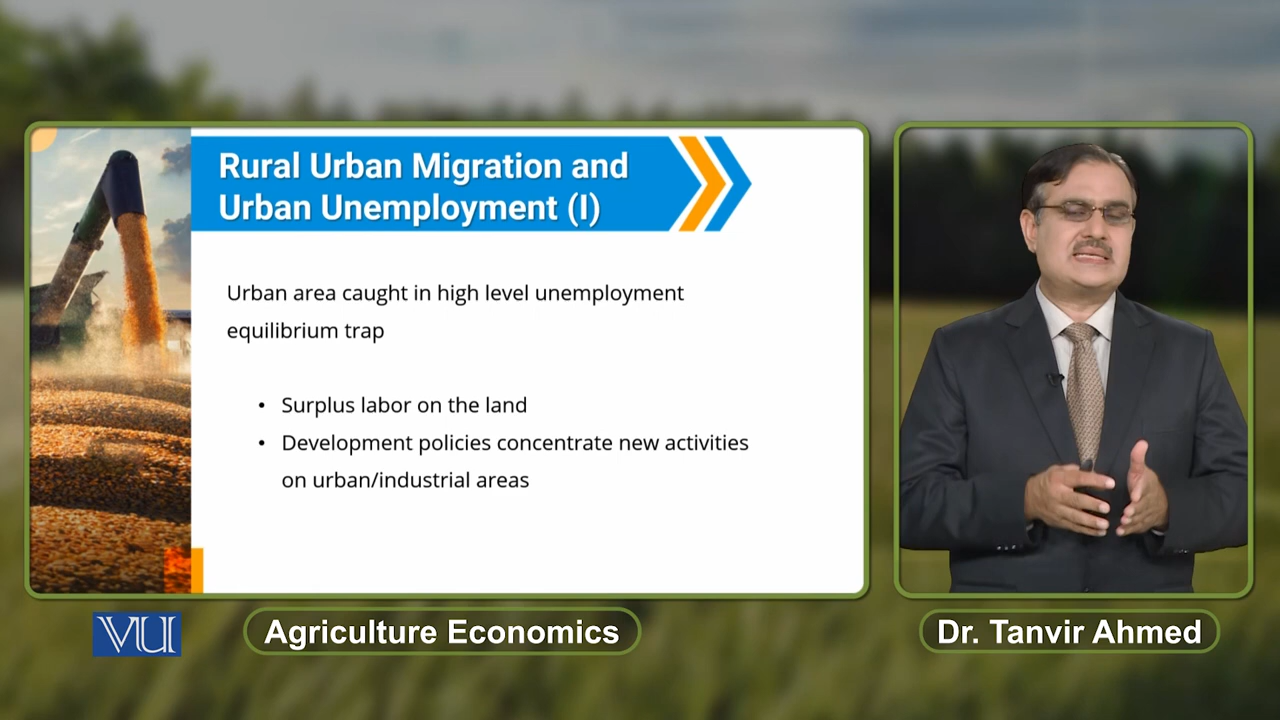 Rural Urban Migration and
Urban Unemployment (I)
Urban area caught in high level unemployment
equilibrium trap
• Surplus labor on the land
• Development policies concentrate new activities
on urban/industrial areas
VU
Agriculture Economics
Dr. Tanvir Ahmed